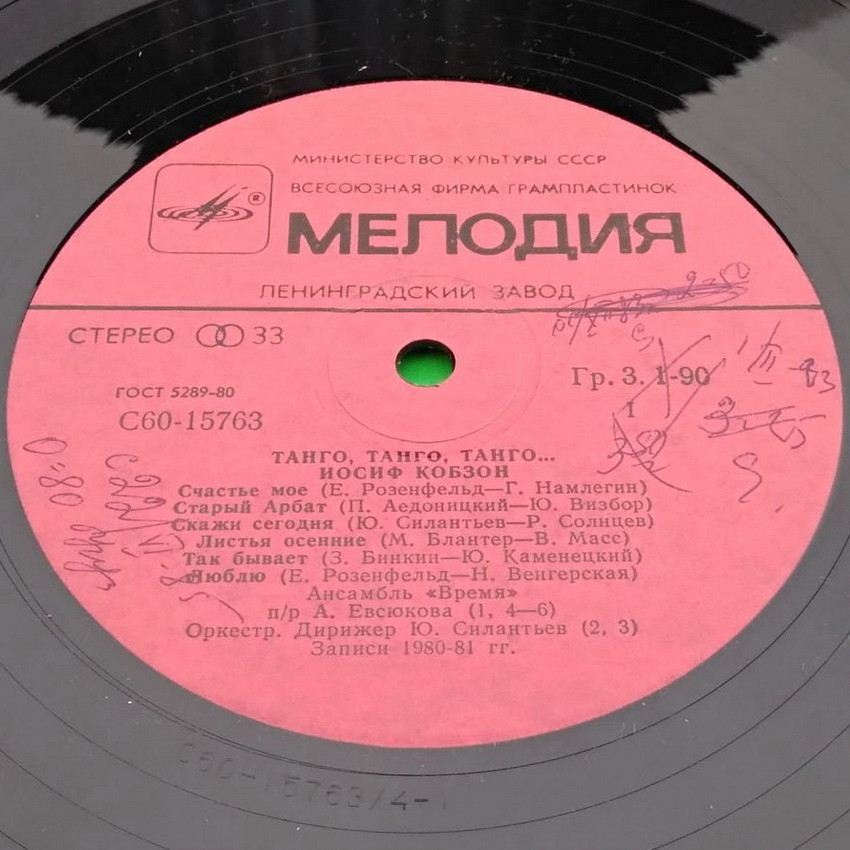 МИНИСТЕРСТВО КУЛЬТУРЫ СССР
ВСЕСОЮЗНАЯ ФИРМА ГРАМПЛАСТИНОК
®
МЕЛОДИЯ
ЛЕНИНГРАДСКИЙ ЗАВОД
СТЕРЕО 33
Гр. 3. 1-90
ГОСТ 5289-80
С60-15763
I
ТАНГО, ТАНГО, ТАНГО...
ИОСИФ КОБЗОН
Счастье мое (Е. Розенфельд—Г. Намлегин)
Старый Арбат (П. Аедоницкий—Ю. Визбор)
Скажи сегодня (Ю. Силантьев—Р. Солнцев)
Листья осенние (М. Блантер—В. Масс)
Так бывает (З. Бинкин—Ю. Каменецкий)
Люблю (Е. Розенфельд—Н. Венгерская)
Ансамбль «Время»
п/р А. Евсюкова (1, 4—6)
Оркестр. Дирижер Ю. Силантьев (2, 3)
Записи 1980-81 гг.
С60-15763/4-1